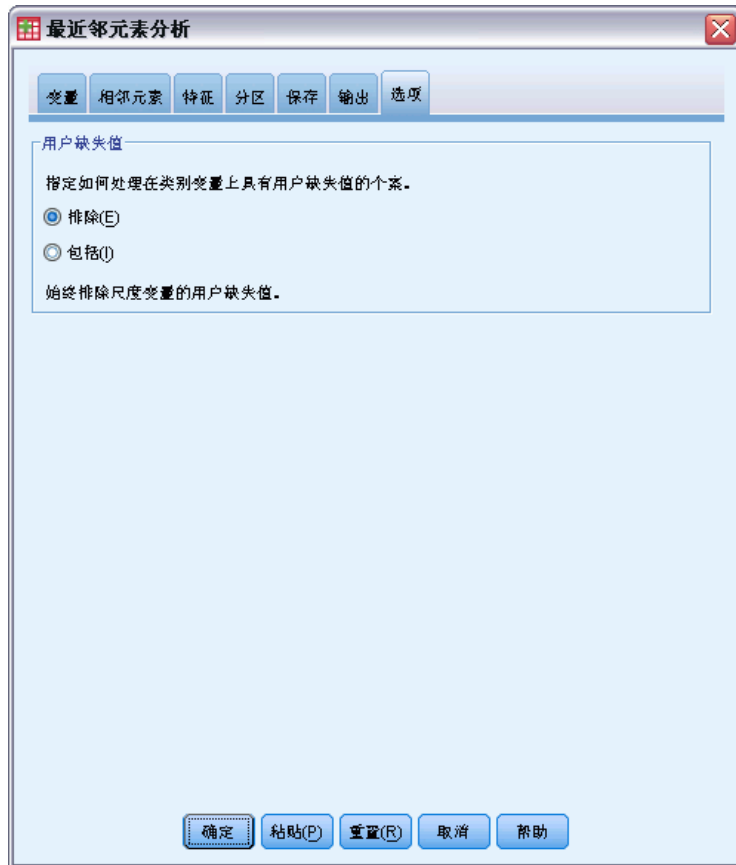 最近邻元素分析
变量 相邻元素 特征 分区 保存 输出 选项
用户缺失值
指定如何处理在类别变量上具有用户缺失值的个案。
排除(E)
包括(I)
始终排除尺度变量的用户缺失值。
确定 粘贴(P) 重置(R) 取消 帮助